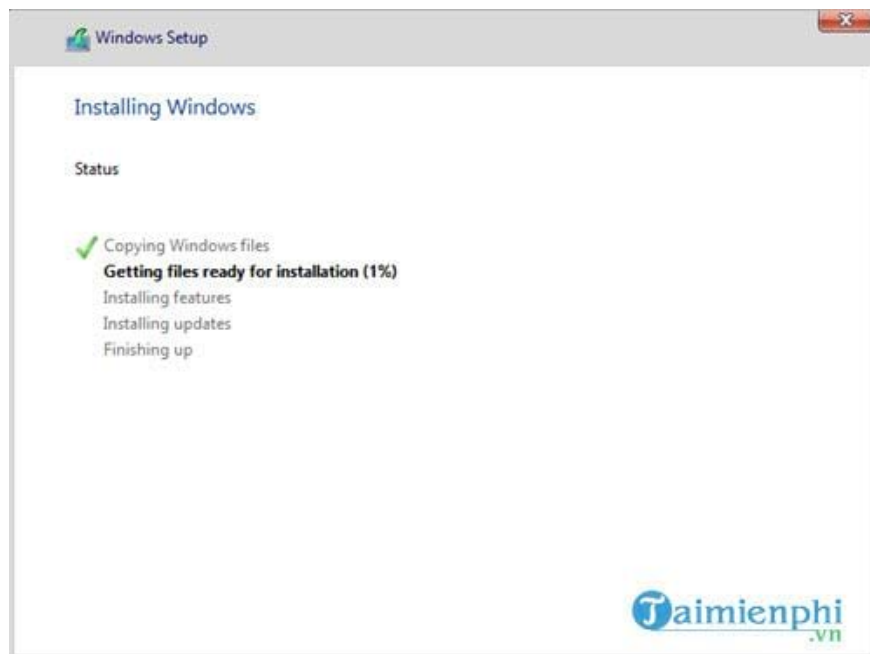 Windows Setup
Installing Windows
Status
Copying Windows files
Getting files ready for installation (1%)
Installing features
Installing updates
Finishing up
Taimienphi
.vn